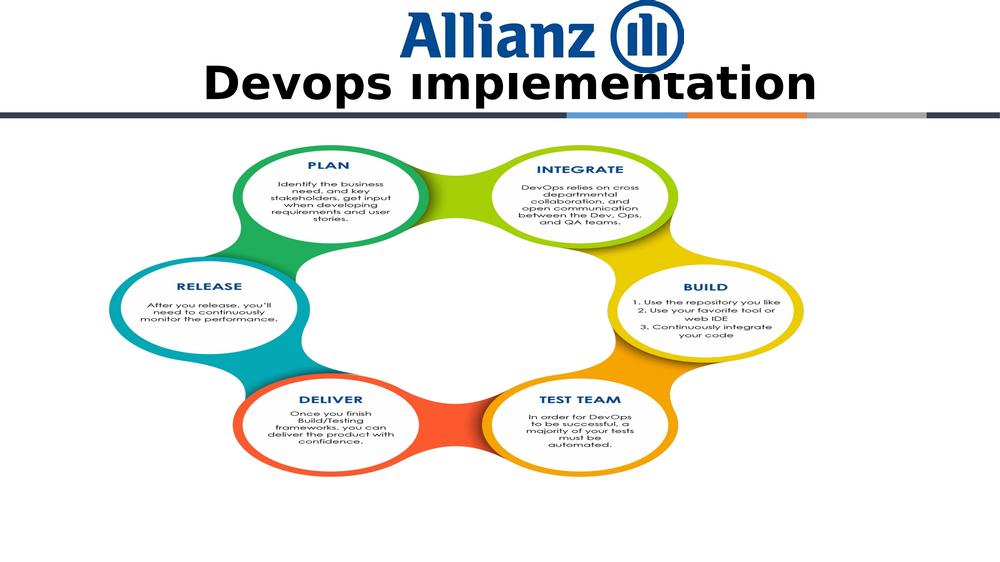 Allianz
Devops Implementation
PLAN
Identify the business
need, and key
stakeholders, get input
when developing
requirements and user
stories.
INTEGRATE
DevOps relies on cross
departmental
collaboration, and
open communication
between the Dev, Ops,
and QA teams.
RELEASE
After you release, you'll
need to continuously
monitor the performance.
BUILD
1. Use the repository you like
2. Use your favorite tool or
web IDE
3. Continuously integrate
your code
DELIVER
Once you finish
Build/Testing
frameworks, you can
deliver the product with
confidence.
TEST TEAM
In order for DevOps
to be successful, a
majority of your tests
must be
automated.